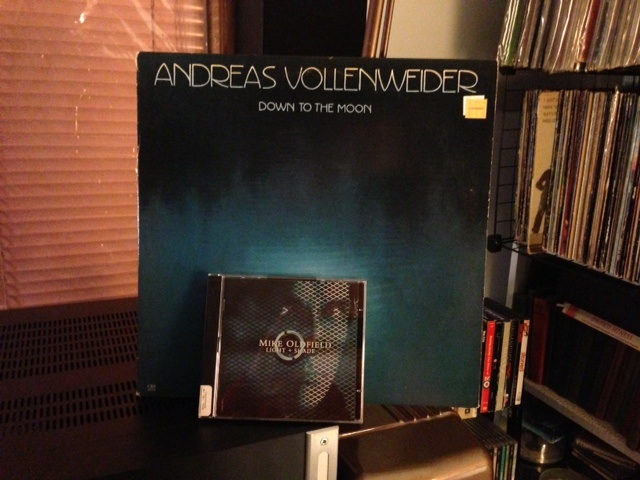 ANDREAS VOLLENWEIDER
DOWN TO THE MOON
MIKE OLDFIELD
LIGHT + SHADE